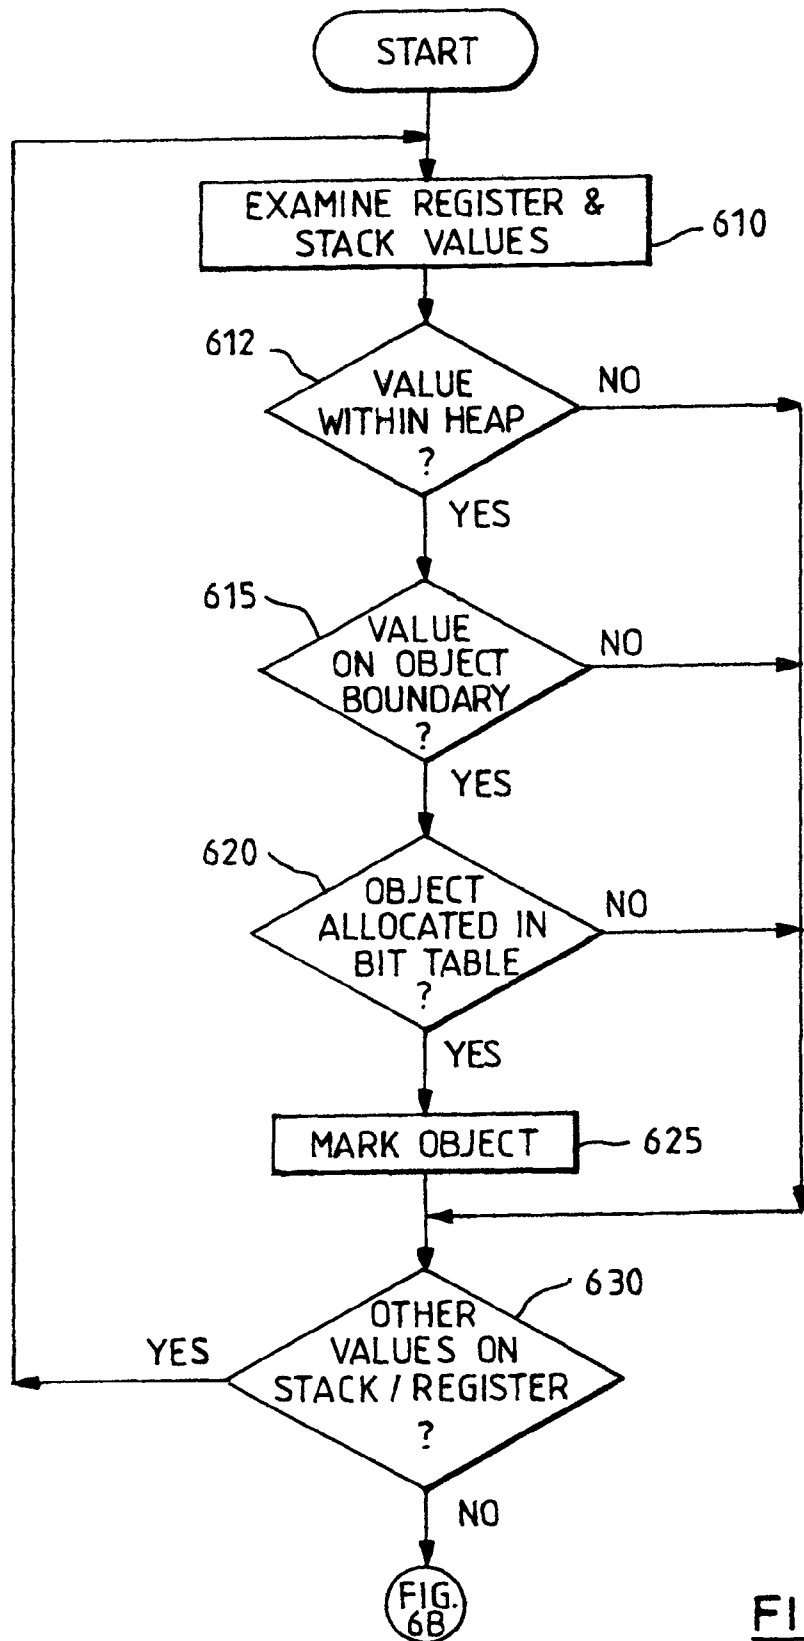 START
EXAMINE REGISTER &
STACK VALUES
610
612
VALUE
WITHIN HEAP
?
NO
YES
615
VALUE
ON OBJECT
BOUNDARY
?
NO
YES
620
OBJECT
ALLOCATED IN
BIT TABLE
?
NO
YES
MARK OBJECT
625
630
OTHER
VALUES ON
STACK / REGISTER
?
YES
NO
FIG.
6B
FI